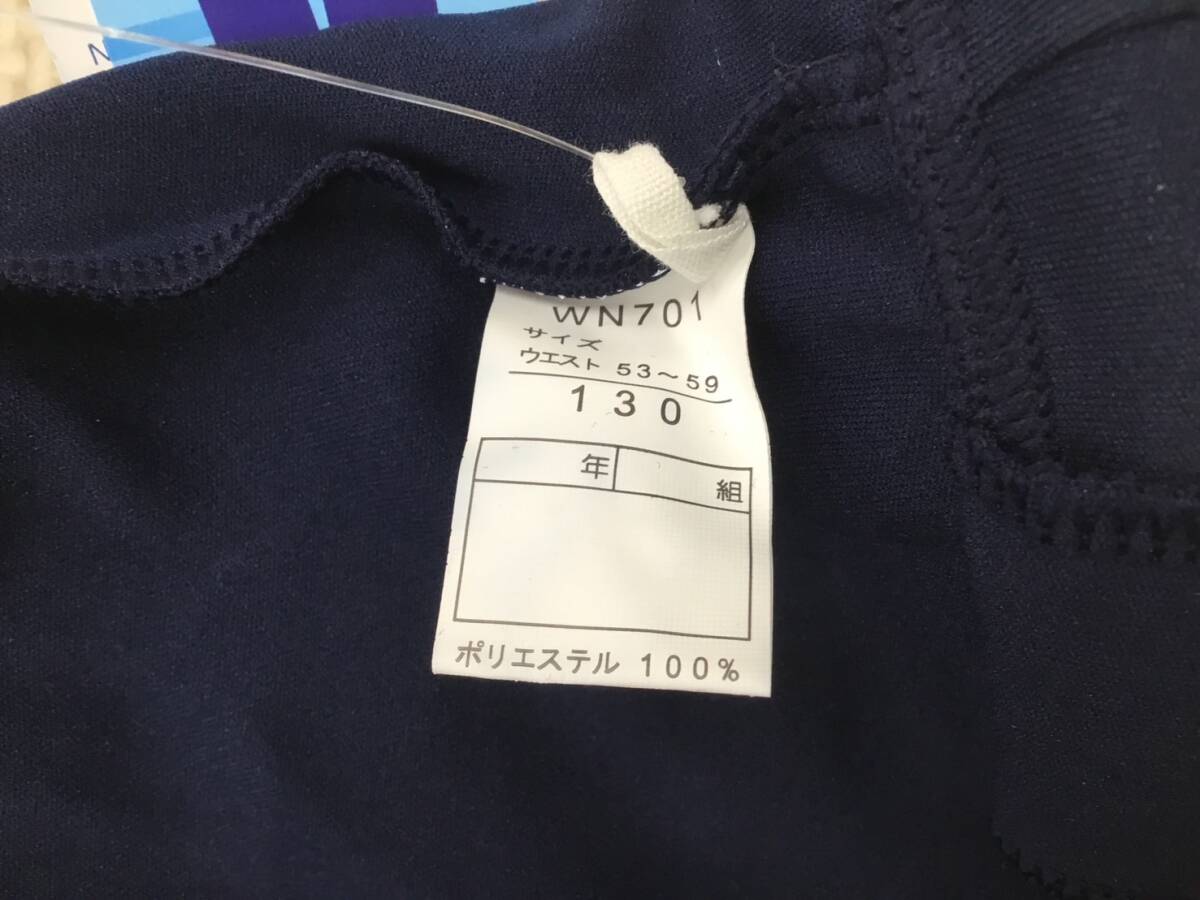 N
WN701
サイズ
ウエスト 53～59
130
年 組
ポリエステル 100%